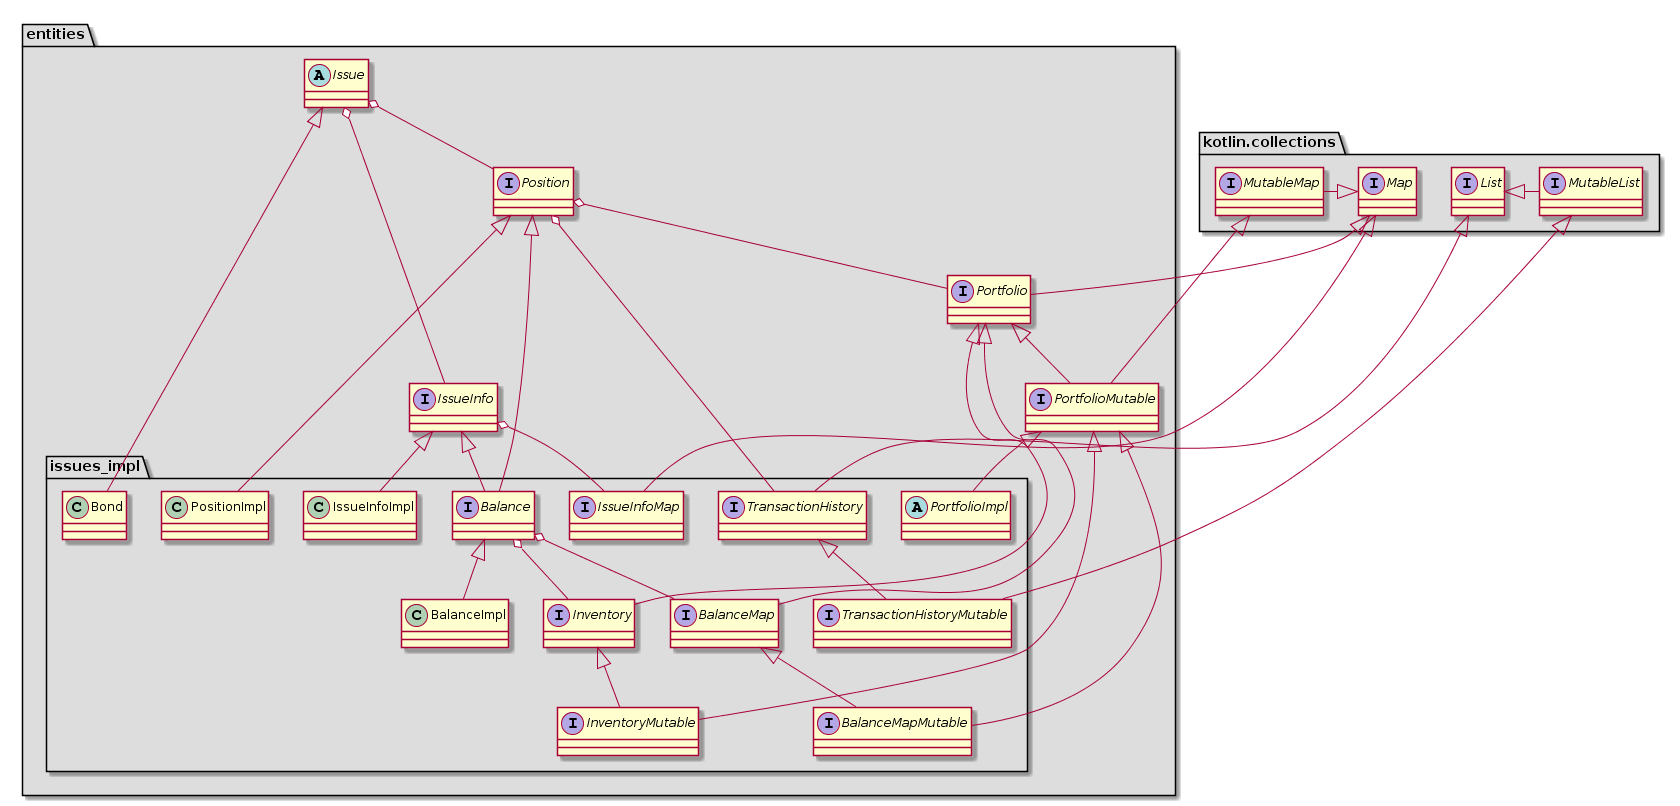 entities
A Issue
kotlin.collections
I Position
I MutableMap
I Map
I List
I MutableList
I Portfolio
I IssueInfo
I PortfolioMutable
issues_impl
C Bond
C PositionImpl
C IssueInfoImpl
I Balance
I IssueInfoMap
I TransactionHistory
A PortfolioImpl
C BalanceImpl
I Inventory
I BalanceMap
I TransactionHistoryMutable
I InventoryMutable
I BalanceMapMutable